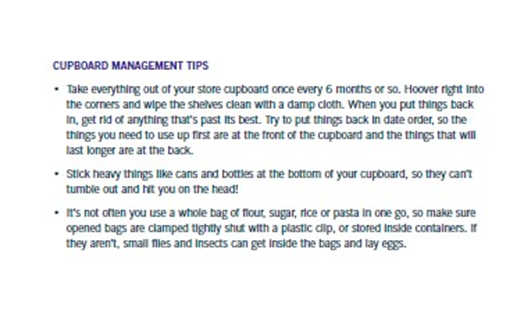 CUPBOARD MANAGEMENT TIPS
• Take everything out of your store cupboard once every 6 months or so. Hoover right into
the corners and wipe the shelves clean with a damp cloth. When you put things back
in, get rid of anything that's past its best. Try to put things back in date order, so the
things you need to use up first are at the front of the cupboard and the things that will
last longer are at the back.
• Stick heavy things like cans and bottles at the bottom of your cupboard, so they can't
tumble out and hit you on the head!
• It's not often you use a whole bag of flour, sugar, rice or pasta in one go, so make sure
opened bags are clamped tightly shut with a plastic clip, or stored inside containers. If
they aren't, small flies and insects can get inside the bags and lay eggs.